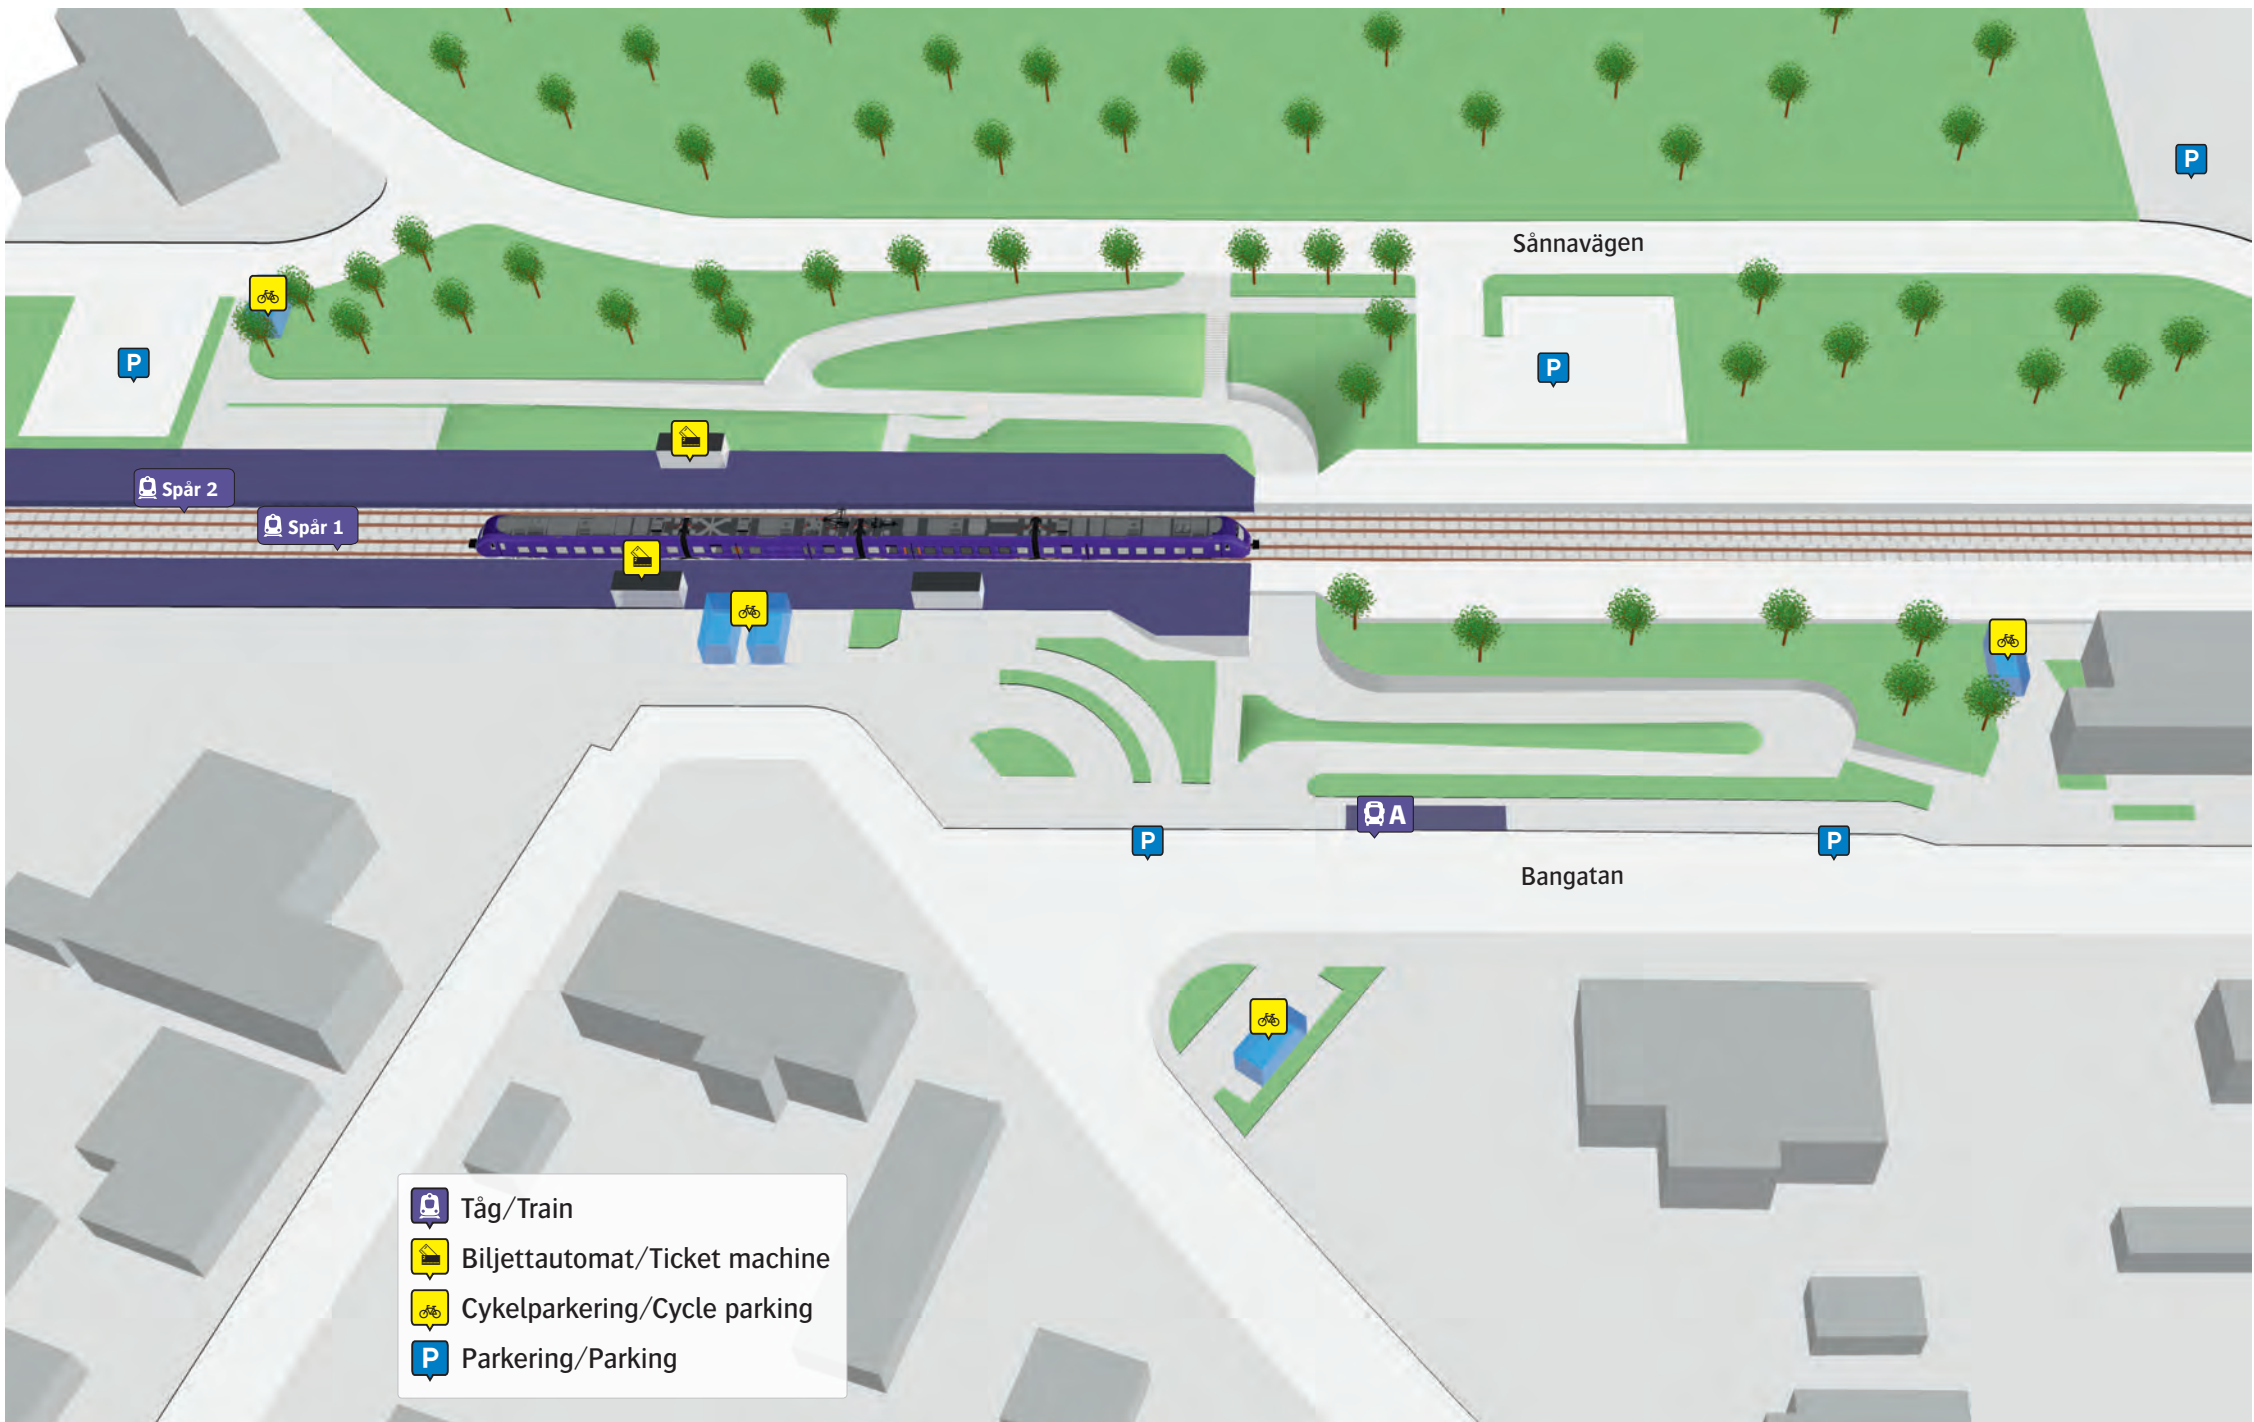 P
Sånnavägen
P
P
Spår 2
Spår 1
A
P
P
Bangatan
Tåg/Train
Biljettautomat/Ticket machine
Cykelparkering/Cycle parking
P Parkering/Parking